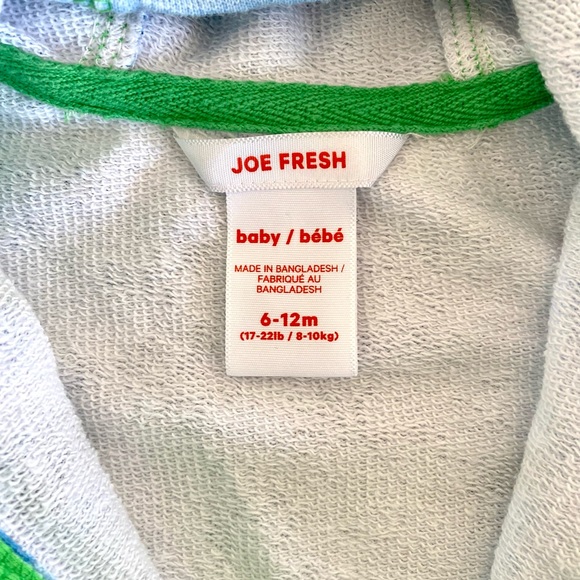 JOE FRESH
baby / bébé
MADE IN BANGLADESH /
FABRIQUÉ AU
BANGLADESH
6-12m
(17-22lb / 8-10kg)